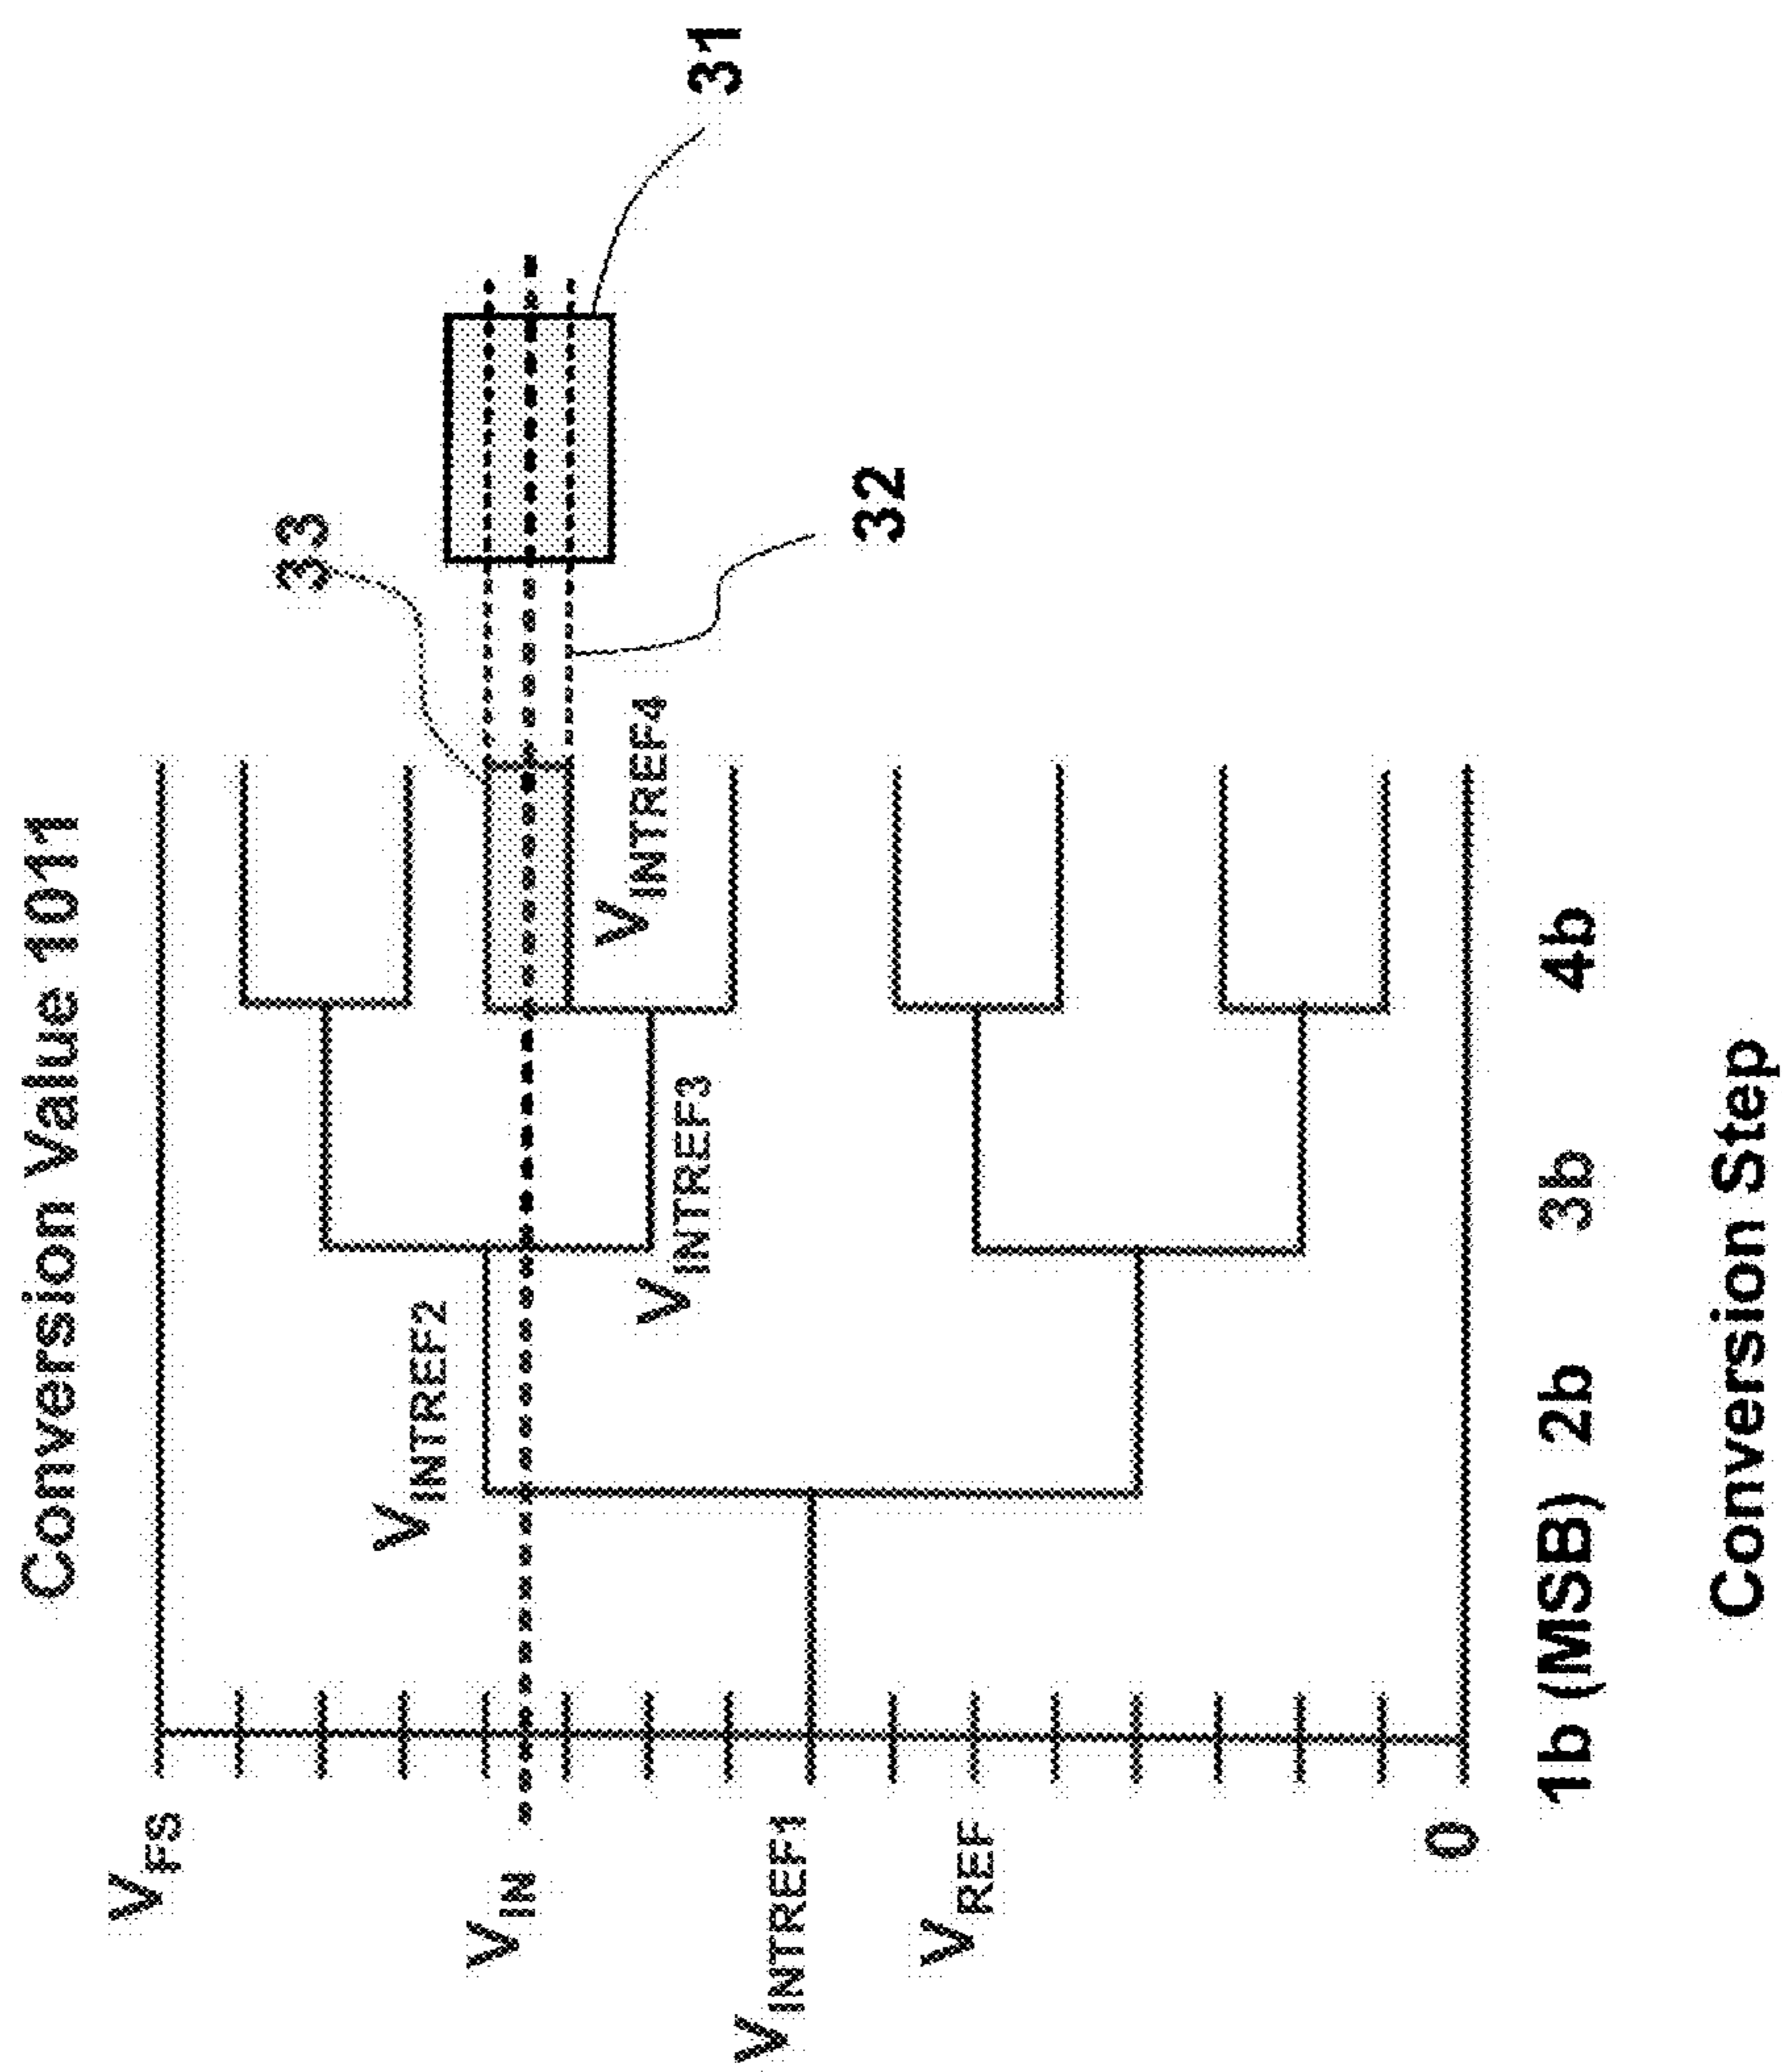 Conversion Value 1011
V_FS
V_IN
V_INTREF1
V_REF
0
V_INTREF2
V_INTREF3
V_INTREF4
33
32
31
1b (MSB) 2b 3b 4b
Conversion Step